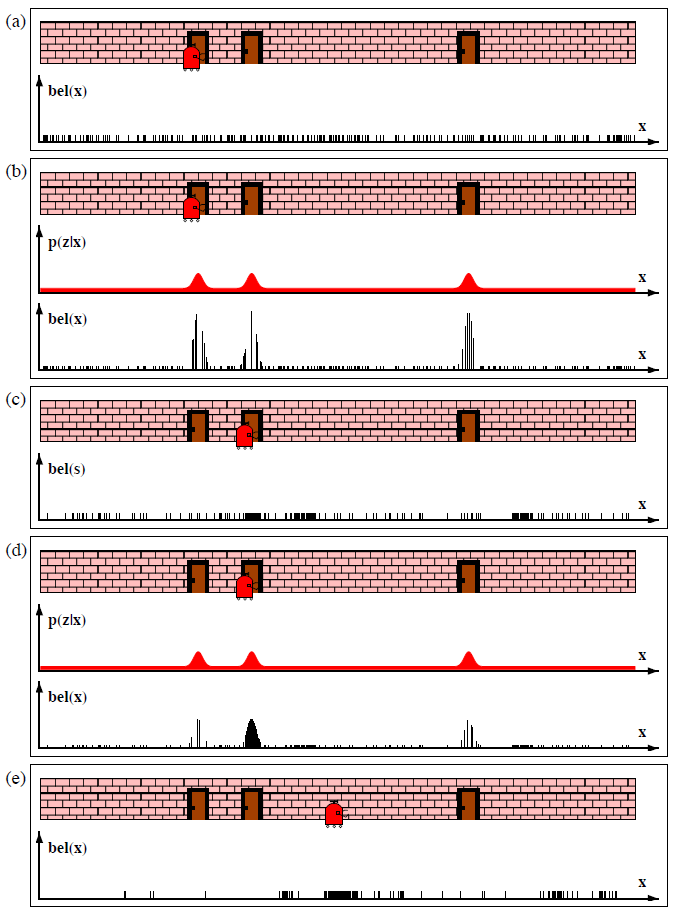 (a)
bel(x)
x
(b)
p(z|x)
x
bel(x)
x
(c)
bel(s)
x
(d)
p(z|x)
x
bel(x)
x
(e)
bel(x)
x